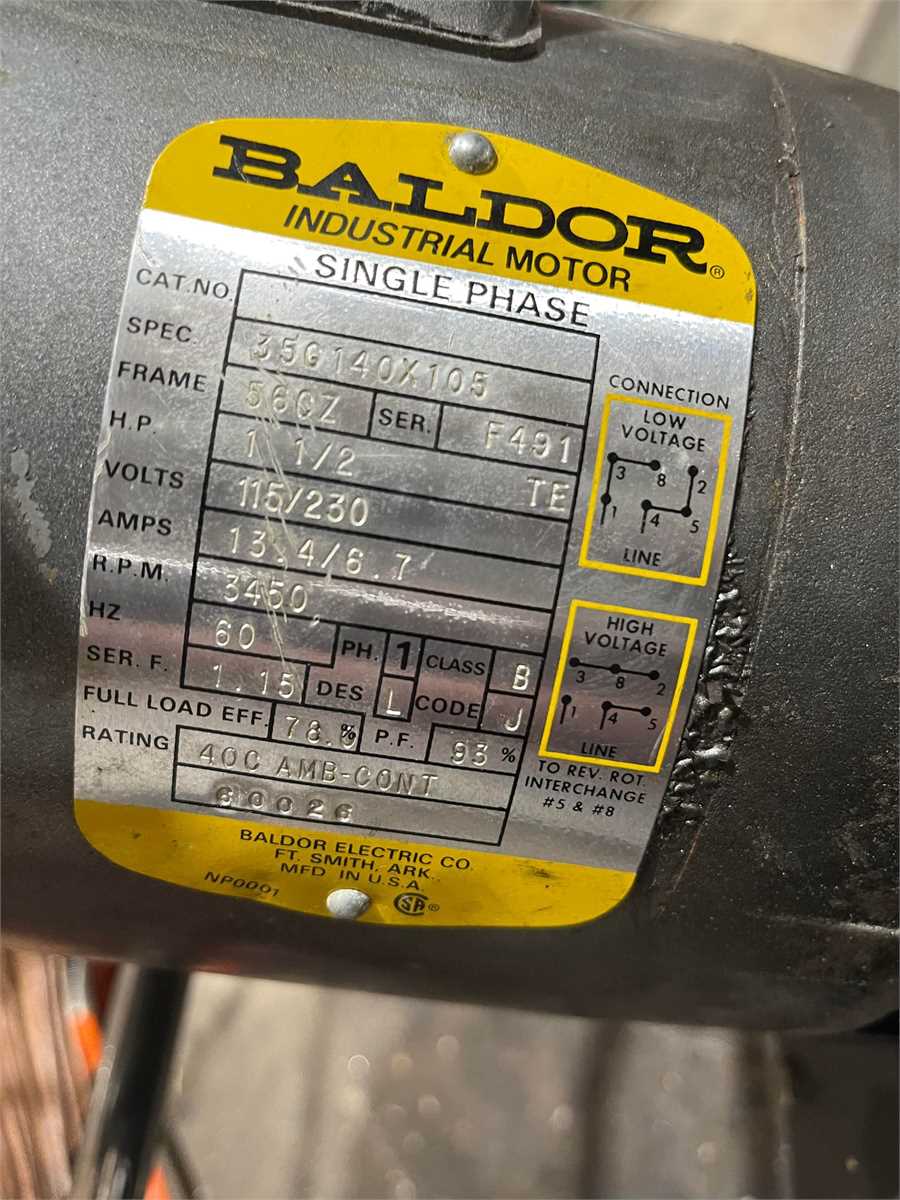 BALDOR®
INDUSTRIAL MOTOR
SINGLE PHASE
CAT.NO.
SPEC. 35G140X105
FRAME 56CZ SER. F491
H.P. 1 1/2 TE
VOLTS 115/230
AMPS 13.4/6.7
R.P.M. 3450
HZ 60 PH. 1 CLASS B
SER. F. 1.15 DES L CODE J
FULL LOAD EFF. % P.F. 93 %
RATING 40C AMB-CONT
60026
CONNECTION
LOW
VOLTAGE
3 8 2
1 4 5
LINE
HIGH
VOLTAGE
3 8 2
1 4 5
LINE
TO REV. ROT.
INTERCHANGE
#5 & #8
BALDOR ELECTRIC CO.
FT. SMITH, ARK.
MFD IN U.S.A.
NP0001 SA®